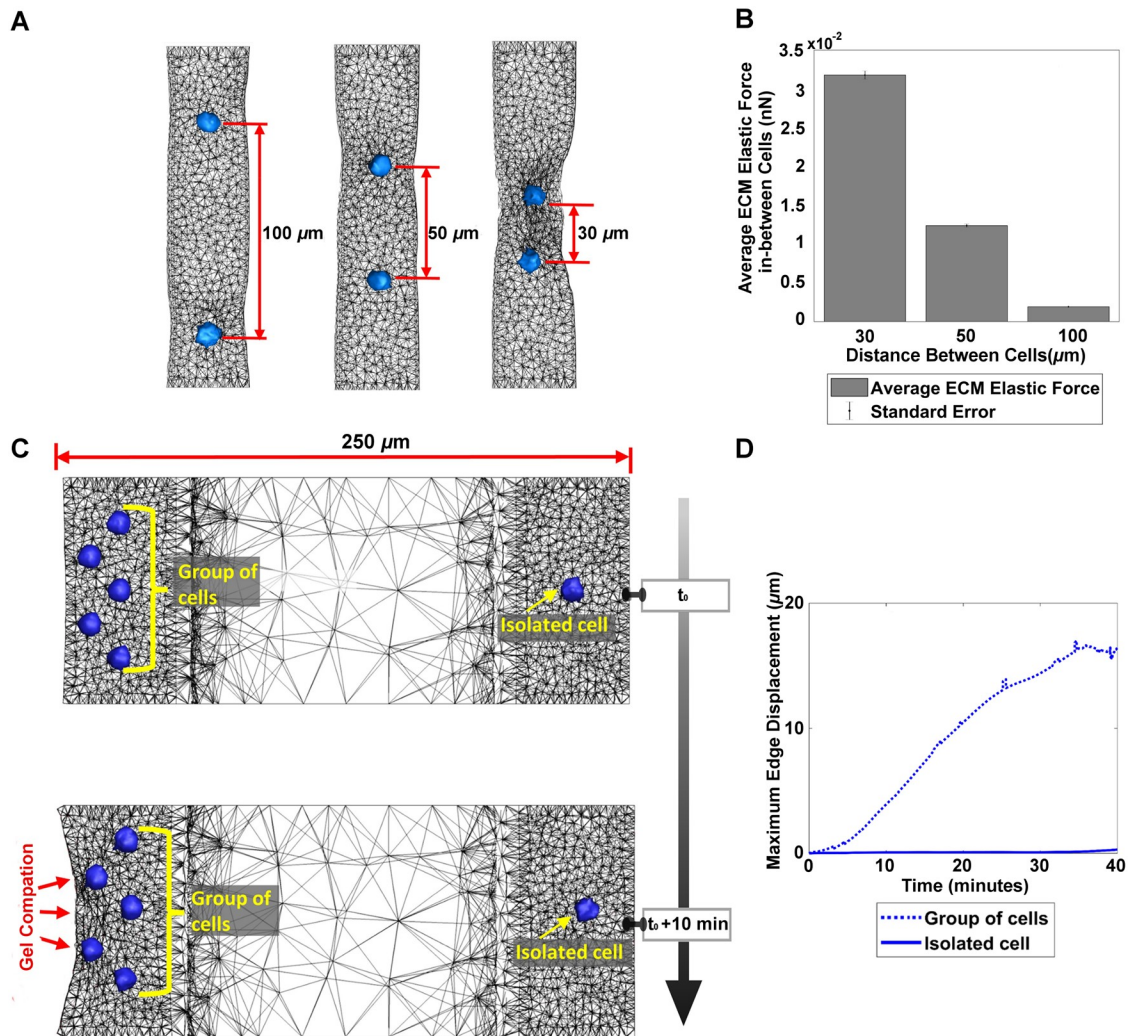 A
100 µm
50 µm
30 µm
B
×10⁻²
3.5
3
2.5
2
1.5
1
0.5
0
Average ECM Elastic Force
in-between Cells (nN)
30
50
100
Distance Between Cells(µm)
Average ECM Elastic Force
Standard Error
C
250 µm
Group of
cells
Isolated cell
t₀
Gel Compation
Group of
cells
Isolated cell
t₀ +10 min
D
Maximum Edge Displacement (µm)
20
10
0
0
10
20
30
40
Time (minutes)
Group of cells
Isolated cell